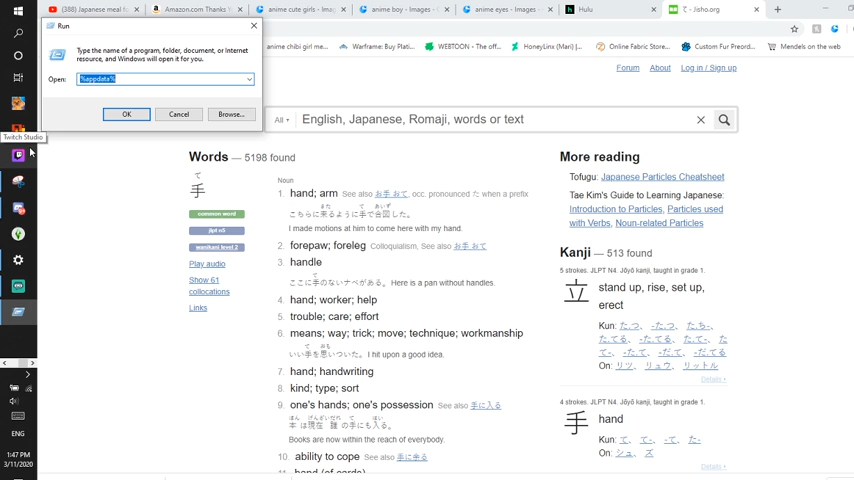 (388) Japanese meal f
Amazon.com Thanks
anime cute girls - Image
anime boy - Images
anime eyes - Images
Hulu
て - Jisho.org
Run
Type the name of a program, folder, document, or Internet
resource, and Windows will open it for you.
Open: %appdata%
OK Cancel Browse...
anime chibi girl me...
Warframe: Buy Plati...
WEBTOON - The off...
HoneyLinx (Mari) |...
Online Fabric Store...
Custom Fur Preord...
Mendels on the web
Forum About Log in / Sign up
All English, Japanese, Romaji, words or text
Twitch Studio
Words — 5198 found
て
手
common word
jlpt n5
wanikani level 2
Play audio
Show 61
collocations
Links
Noun
1. hand; arm See also お手 おて, occ. pronounced た when a prefix
こちらに来るように手で合図した。
I made motions at him to come here with my hand.
2. forepaw; foreleg Colloquialism, See also お手 おて
3. handle
ここに手のないナベがある。 Here is a pan without handles.
4. hand; worker; help
5. trouble; care; effort
6. means; way; trick; move; technique; workmanship
いい手を思いついた。 I hit upon a good idea.
7. hand; handwriting
8. kind; type; sort
9. one's hands; one's possession See also 手に入る
本は現在誰の手にも入る。
Books are now within the reach of everybody.
10. ability to cope See also 手に余る
11. hand (of cards)
More reading
Tofugu: Japanese Particles Cheatsheet
Tae Kim's Guide to Learning Japanese:
Introduction to Particles, Particles used
with Verbs, Noun-related Particles
Kanji — 513 found
5 strokes. JLPT N4. Jōyō kanji, taught in grade 1.
立
stand up, rise, set up,
erect
Kun: た.つ、 -た.つ、 た.ち-、
た.てる、 -た.てる、 た.て-、 た
て-、 -た.て、 -だ.て、 -だ.てる
On: リツ、 リュウ、 リットル
Details
4 strokes. JLPT N4. Jōyō kanji, taught in grade 1.
手
hand
Kun: て、 て-、 -て、 た-
On: シュ、 ズ
Details
ENG
1:47 PM
3/11/2020